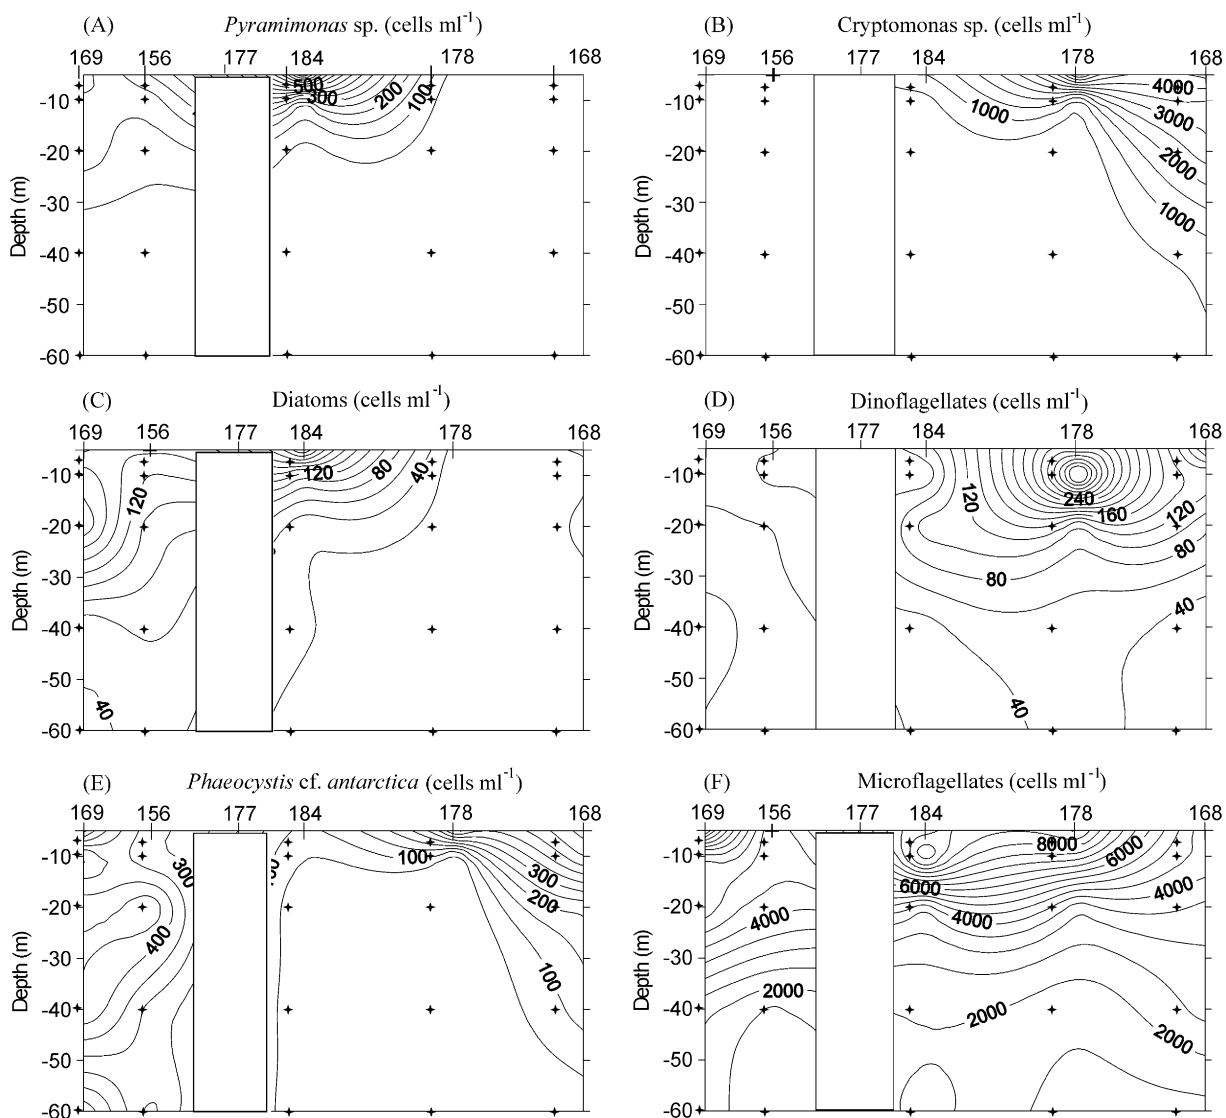 (A) Pyramimonas sp. (cells ml-1)
169 156 177 184 178 168
500
300 200 100
-10
-20
-30
-40
-50
-60
Depth (m)
(B) Cryptomonas sp. (cells ml-1)
169 156 177 184 178 168
4000
1000 3000
2000
1000
-10
-20
-30
-40
-50
-60
Depth (m)
(C) Diatoms (cells ml-1)
169 156 177 184 178 168
120 120 80 40
40
-10
-20
-30
-40
-50
-60
Depth (m)
(D) Dinoflagellates (cells ml-1)
169 156 177 184 178 168
120 240 160 120
80 80
40 40
-10
-20
-30
-40
-50
-60
Depth (m)
(E) Phaeocystis cf. antarctica (cells ml-1)
169 156 177 184 178 168
300 100 300
200
400
100
-10
-20
-30
-40
-50
-60
Depth (m)
(F) Microflagellates (cells ml-1)
169 156 177 184 178 168
8000 6000
6000 4000
4000 4000
2000
2000 2000
-10
-20
-30
-40
-50
-60
Depth (m)